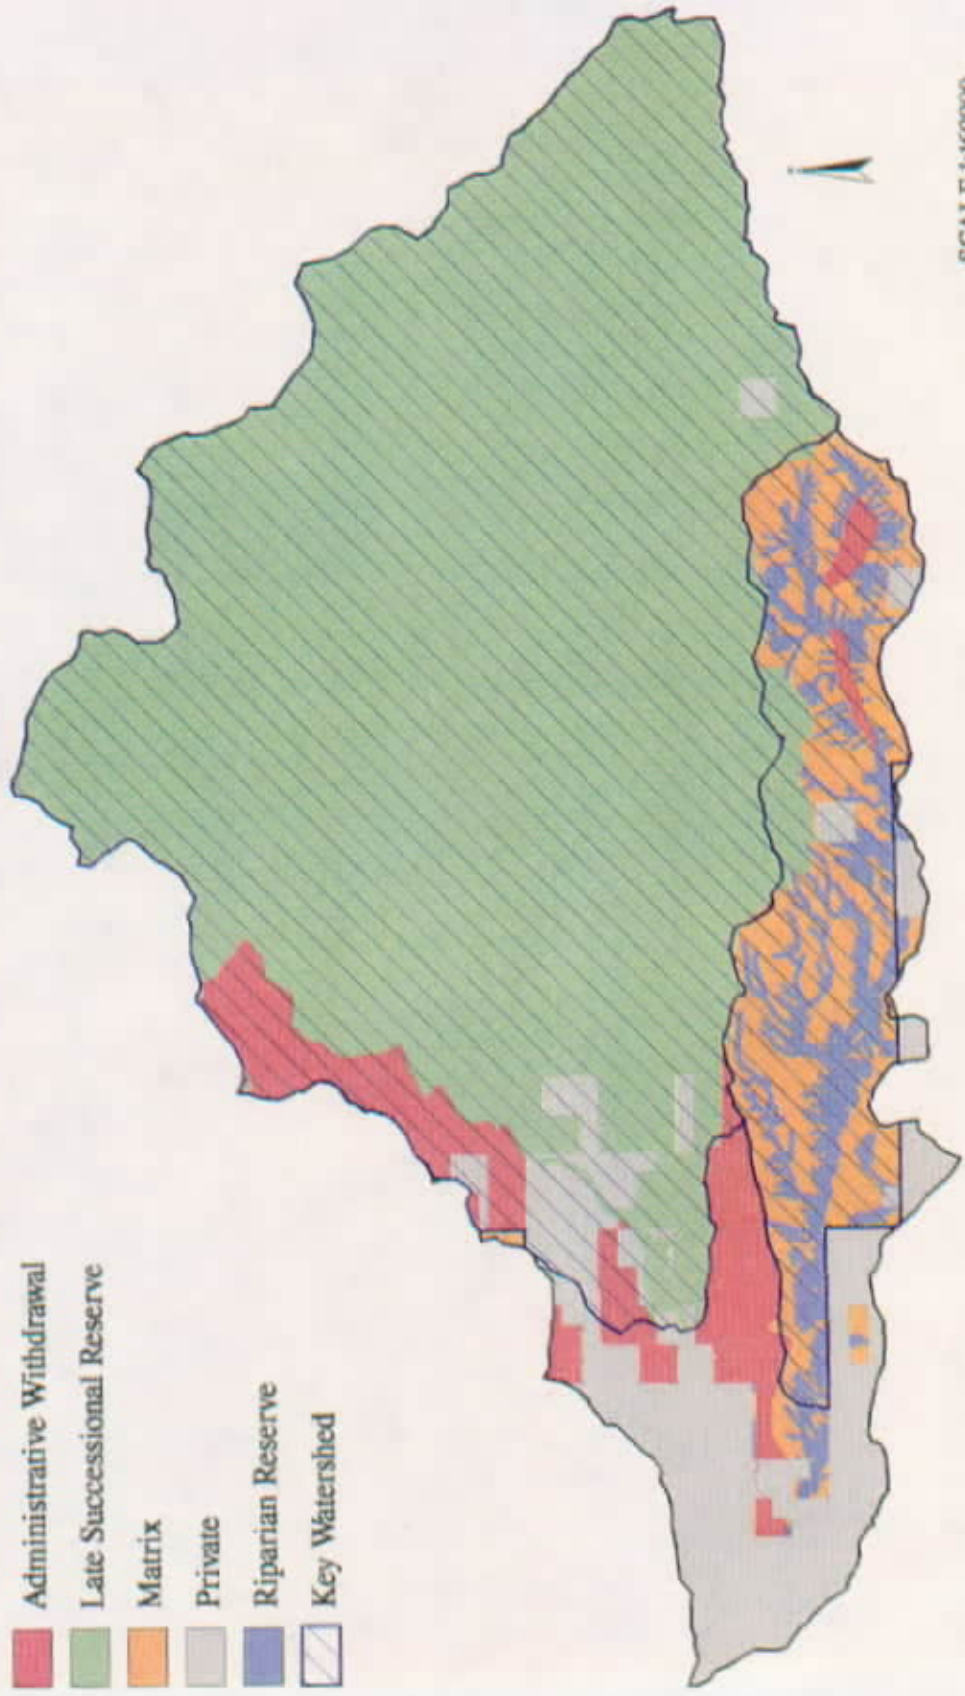 Administrative Withdrawal
Late Successional Reserve
Matrix
Private
Riparian Reserve
Key Watershed